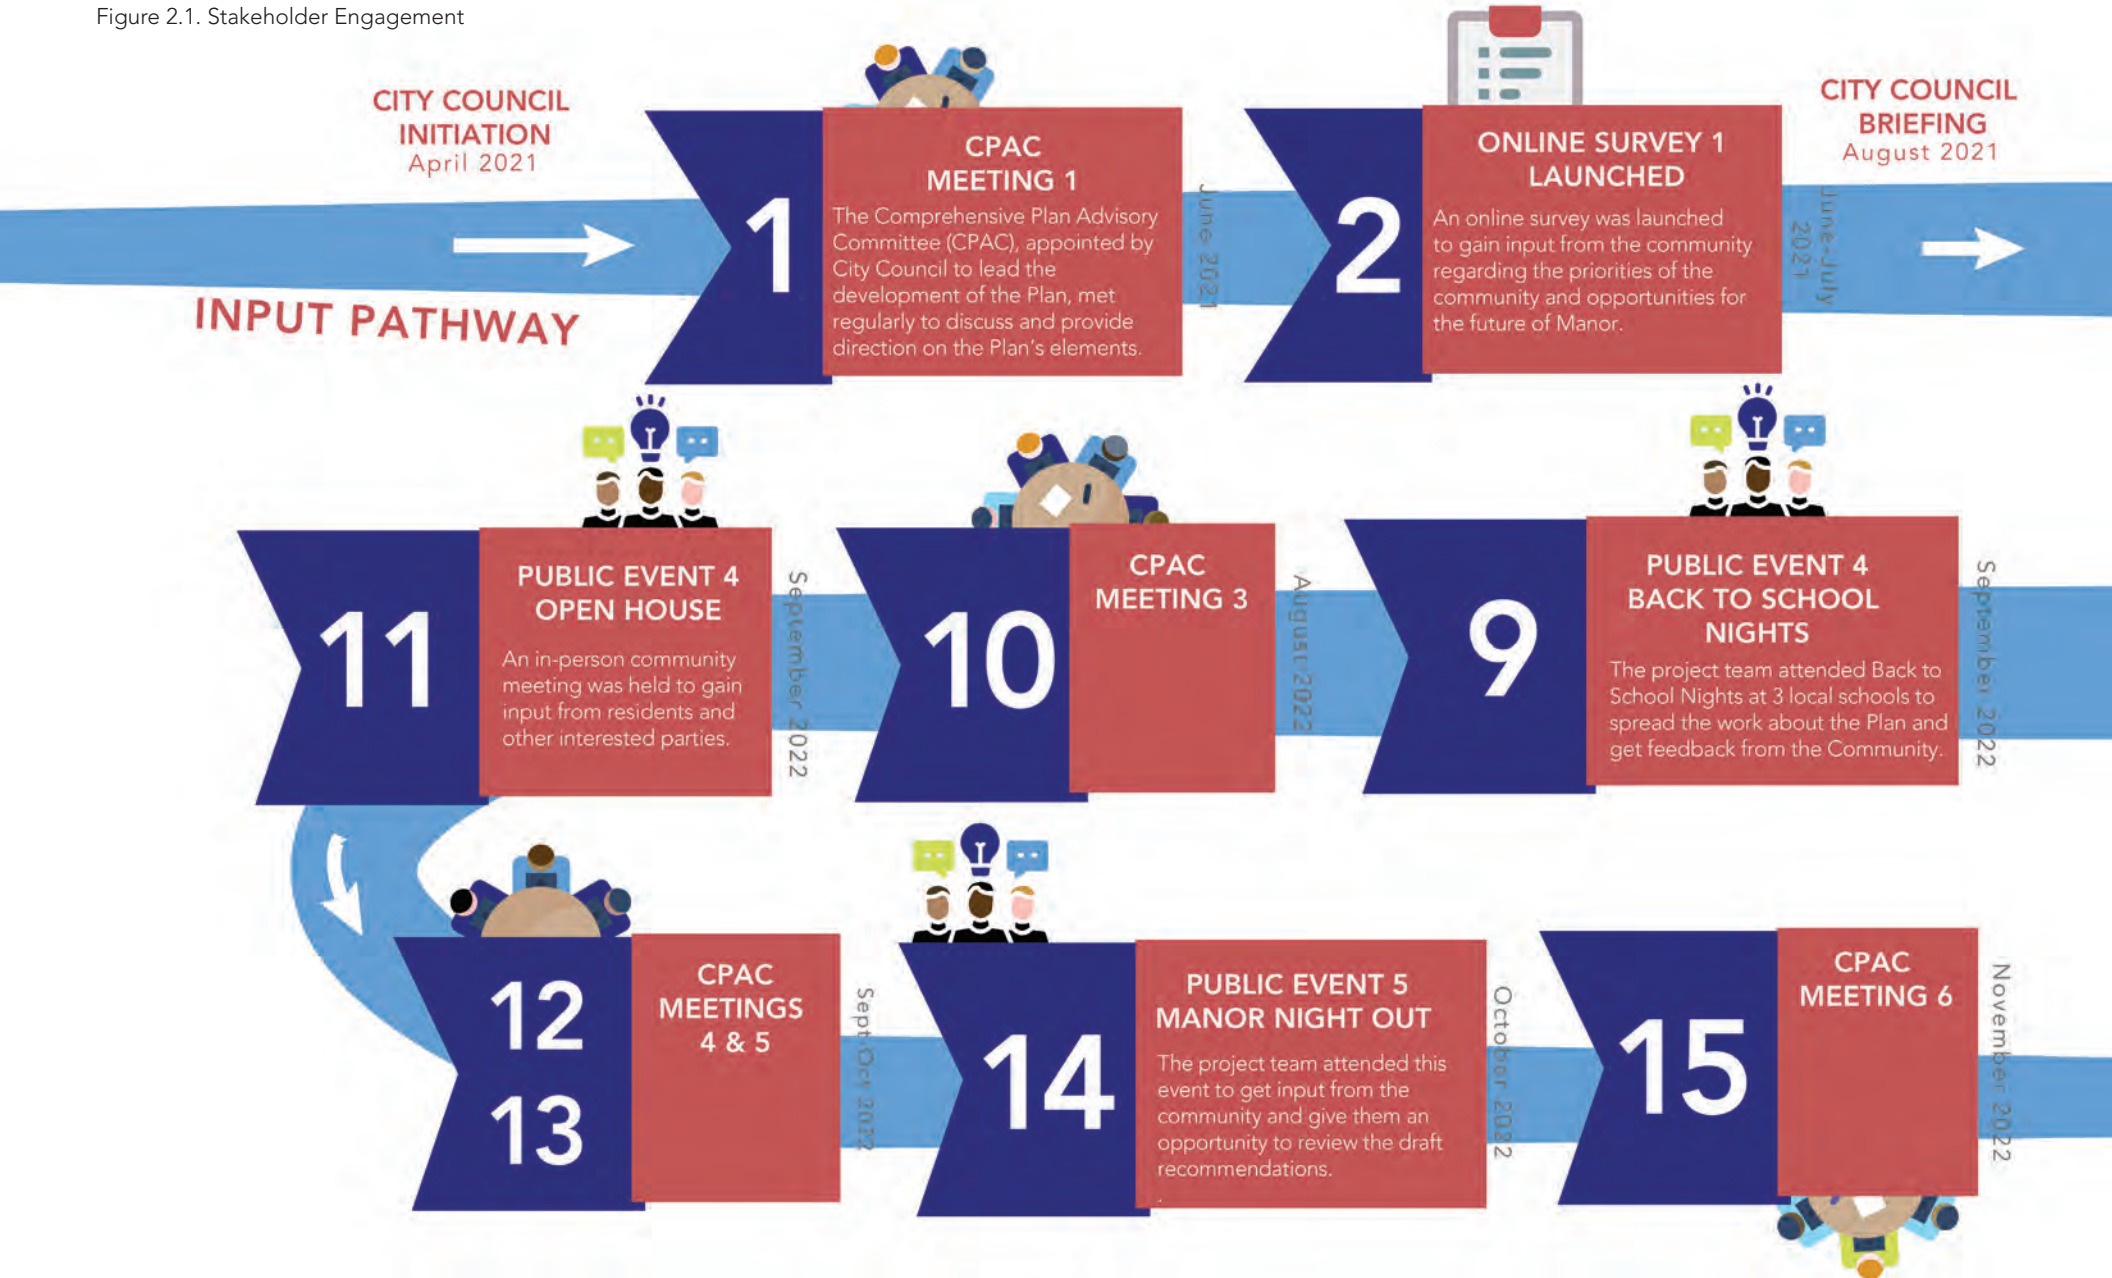 Figure 2.1. Stakeholder Engagement
CITY COUNCIL
INITIATION
April 2021
INPUT PATHWAY
1
CPAC
MEETING 1
The Comprehensive Plan Advisory
Committee (CPAC), appointed by
City Council to lead the
development of the Plan, met
regularly to discuss and provide
direction on the Plan's elements.
June 2021
2
ONLINE SURVEY 1
LAUNCHED
An online survey was launched
to gain input from the community
regarding the priorities of the
community and opportunities for
the future of Manor.
June-July
2021
CITY COUNCIL
BRIEFING
August 2021
11
PUBLIC EVENT 4
OPEN HOUSE
An in-person community
meeting was held to gain
input from residents and
other interested parties.
September 2022
10
CPAC
MEETING 3
August 2022
9
PUBLIC EVENT 4
BACK TO SCHOOL
NIGHTS
The project team attended Back to
School Nights at 3 local schools to
spread the work about the Plan and
get feedback from the Community.
September 2022
12
13
CPAC
MEETINGS
4 & 5
Sept-Oct 2022
14
PUBLIC EVENT 5
MANOR NIGHT OUT
The project team attended this
event to get input from the
community and give them an
opportunity to review the draft
recommendations.
.
October 2022
15
CPAC
MEETING 6
November 2022